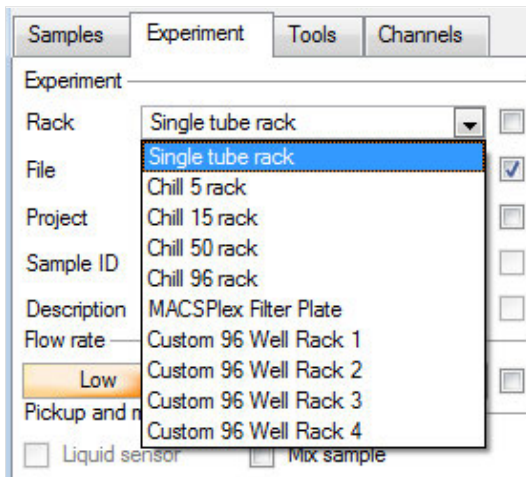 Samples Experiment Tools Channels
Experiment
Rack Single tube rack
Single tube rack
File
Chill 5 rack
Chill 15 rack
Project
Chill 50 rack
Sample ID
Chill 96 rack
Description MACSPlex Filter Plate
Flow rate Custom 96 Well Rack 1
Custom 96 Well Rack 2
Low
Custom 96 Well Rack 3
Pickup and
Custom 96 Well Rack 4
Liquid sensor Mix sample